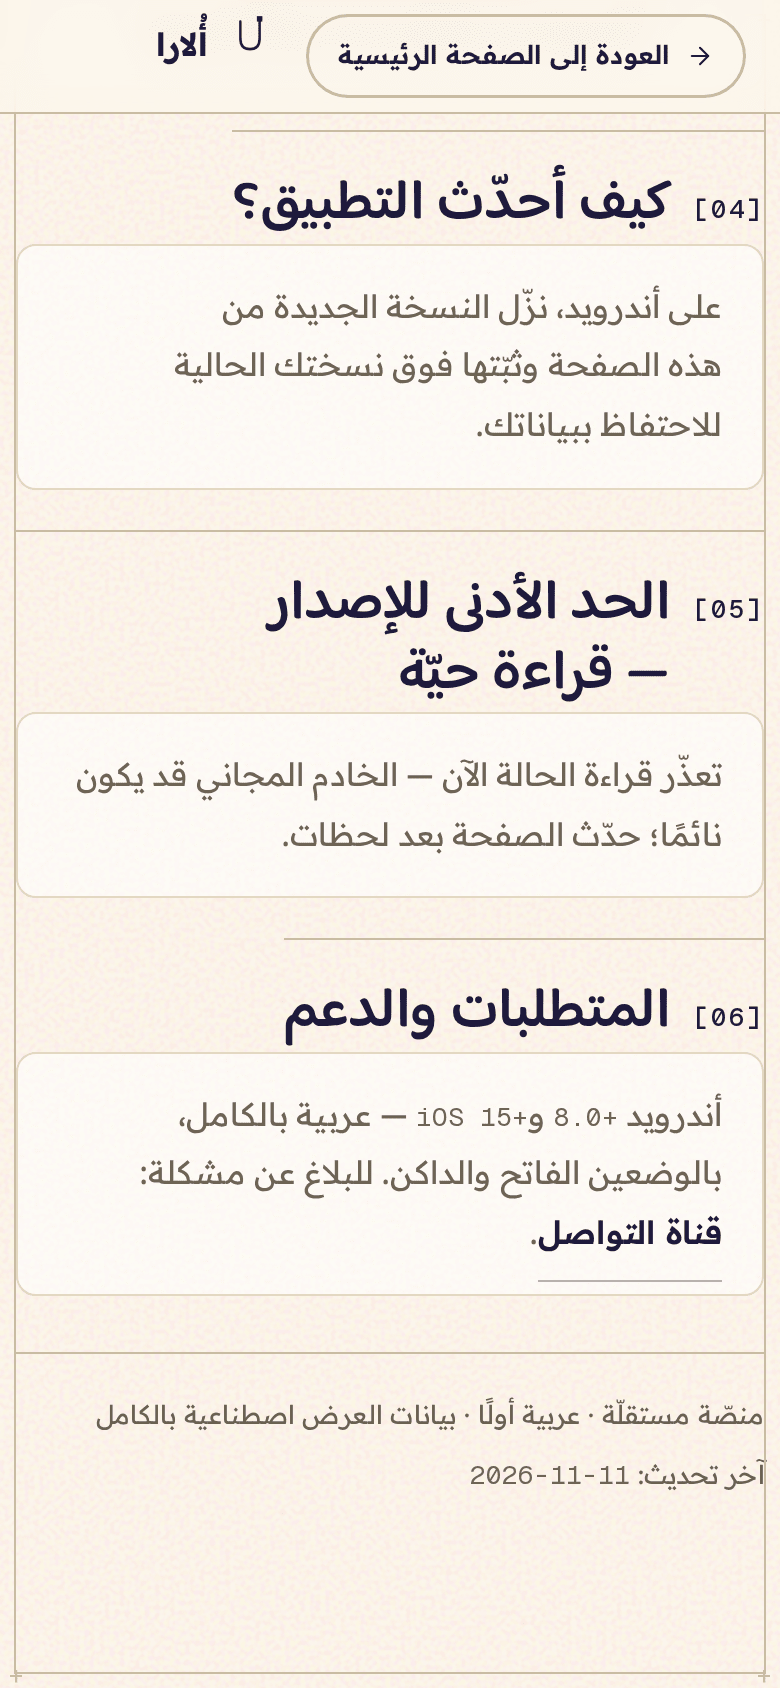 العودة إلى الصفحة الرئيسية
ألارا
[04] كيف أحدّث التطبيق؟
على أندرويد، نزّل النسخة الجديدة من
هذه الصفحة وثبّتها فوق نسختك الحالية
للاحتفاظ ببياناتك.
[05] الحد الأدنى للإصدار
— قراءة حيّة
تعذّر قراءة الحالة الآن — الخادم المجاني قد يكون
نائمًا؛ حدّث الصفحة بعد لحظات.
[06] المتطلبات والدعم
أندرويد 8.0+ وiOS 15+ — عربية بالكامل،
بالوضعين الفاتح والداكن. للبلاغ عن مشكلة:
قناة التواصل.
منصّة مستقلّة · عربية أولًا · بيانات العرض اصطناعية بالكامل
آخر تحديث: 2026-11-11